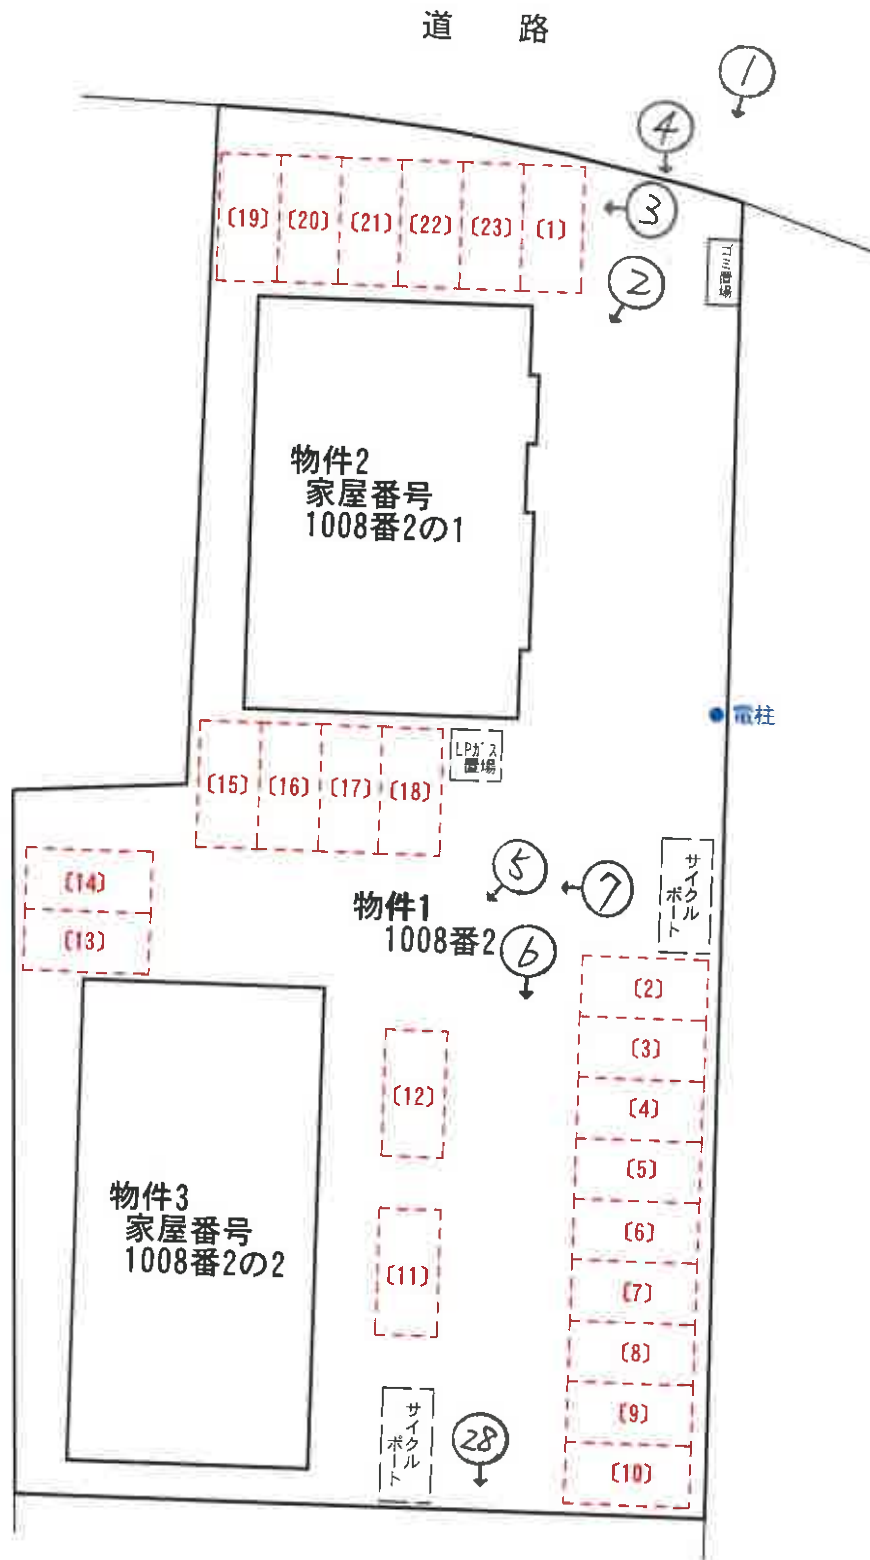 道　路
①
④
③
②
〔19〕 〔20〕 〔21〕 〔22〕 〔23〕 〔1〕
ゴミ置場
物件2
家屋番号
1008番2の1
電柱
LPガス
置場
〔15〕 〔16〕 〔17〕 〔18〕
サイクル
ポート
⑤
⑦
〔14〕
〔13〕
物件1
1008番2
⑥
〔2〕
〔3〕
〔4〕
〔5〕
〔6〕
〔7〕
〔8〕
〔9〕
〔10〕
〔12〕
〔11〕
物件3
家屋番号
1008番2の2
サイクル
ポート
㉘